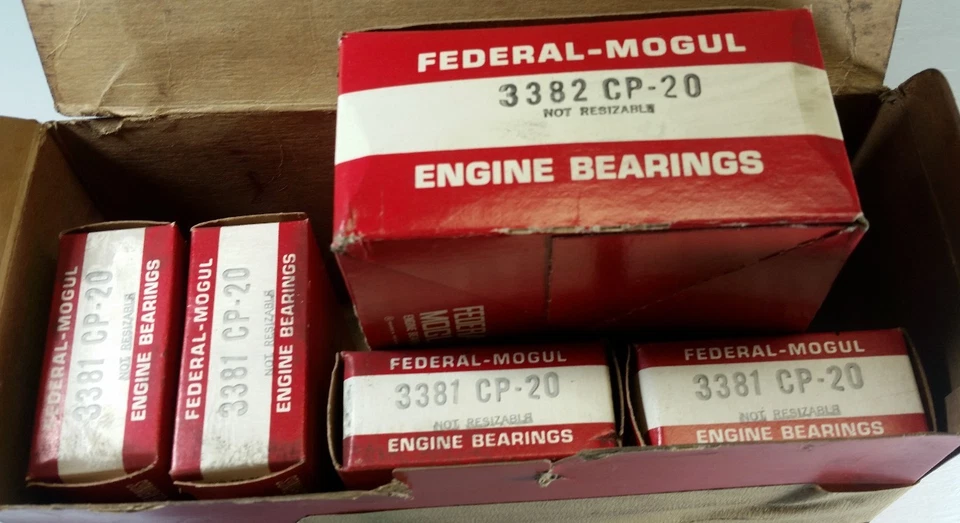 FEDERAL-MOGUL
3382 CP-20
NOT RESIZABLE
ENGINE BEARINGS
FEDERAL-MOGUL
3381 CP-20
NOT RESIZABLE
ENGINE BEARINGS
FEDERAL-MOGUL
3381 CP-20
NOT RESIZABLE
ENGINE BEARINGS
FEDERAL-MOGUL
3381 CP-20
NOT RESIZABLE
ENGINE BEARINGS
FEDERAL-MOGUL
3381 CP-20
NOT RESIZABLE
ENGINE BEARINGS